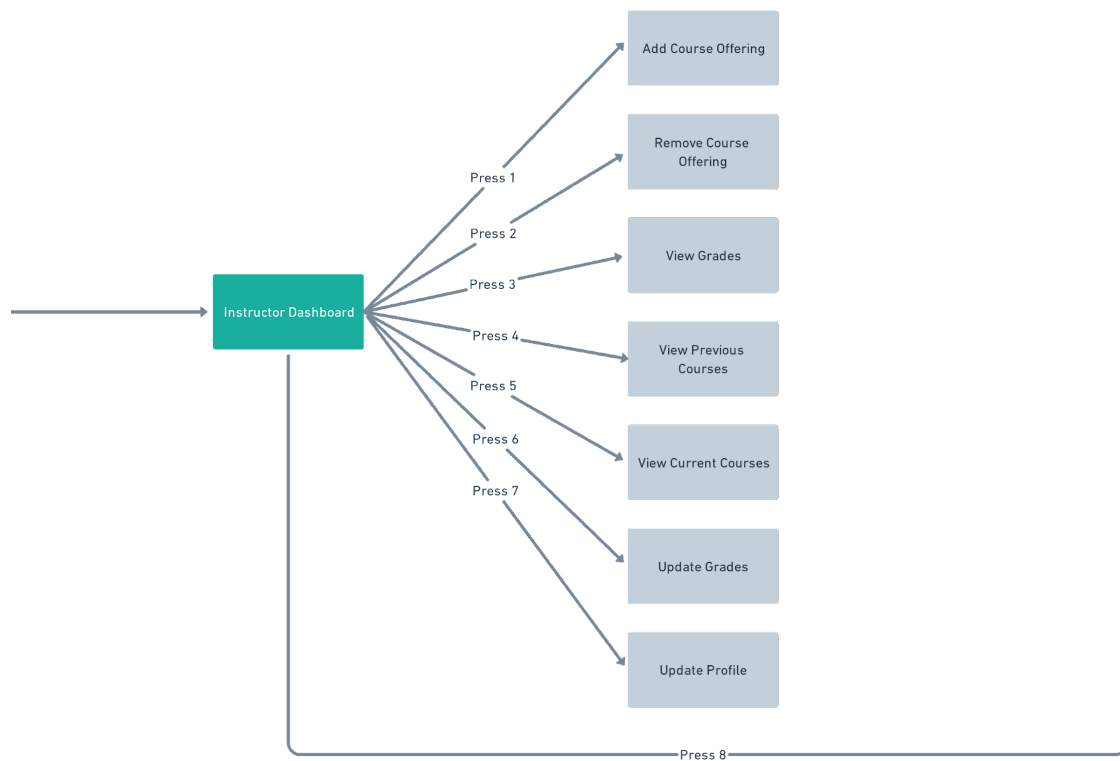 Add Course Offering
Remove Course
Offering
Press 1
Press 2
View Grades
Press 3
Instructor Dashboard
Press 4
View Previous
Courses
Press 5
Press 6
View Current Courses
Press 7
Update Grades
Update Profile
Press 8